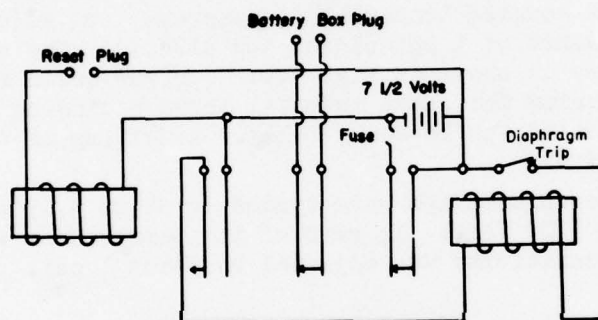 Battery Box Plug
Reset Plug
7 1/2 Volts
Fuse
Diaphragm
Trip